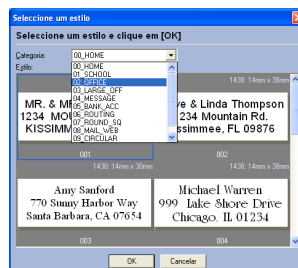 Seleccione um estilo
Seleccione um estilo e clique em [OK]
Categoria:
00_HOME
Estilo:
00_HOME
01_SCHOOL
02_OFFICE
03_LARGE_OFF
04_MESSAGE
05_BANK_ACC
06_ROUTING
07_ROUND_SQ
08_MAIL_WEB
09_CIRCULAR
1438: 14mm x 38mm
MR. & M
1234 MO
KISSIMM
001
e & Linda Thompson
234 Mountain Rd.
ssimmee, FL 09876
002
1438: 14mm x 38mm
1438: 14mm x 38mm
Amy Sanford
770 Sunny Harbor Way
Santa Barbara, CA 07654
003
Michael Warren
999 Lake Shore Drive
Chicago, IL 01234
004
OK
Cancelar